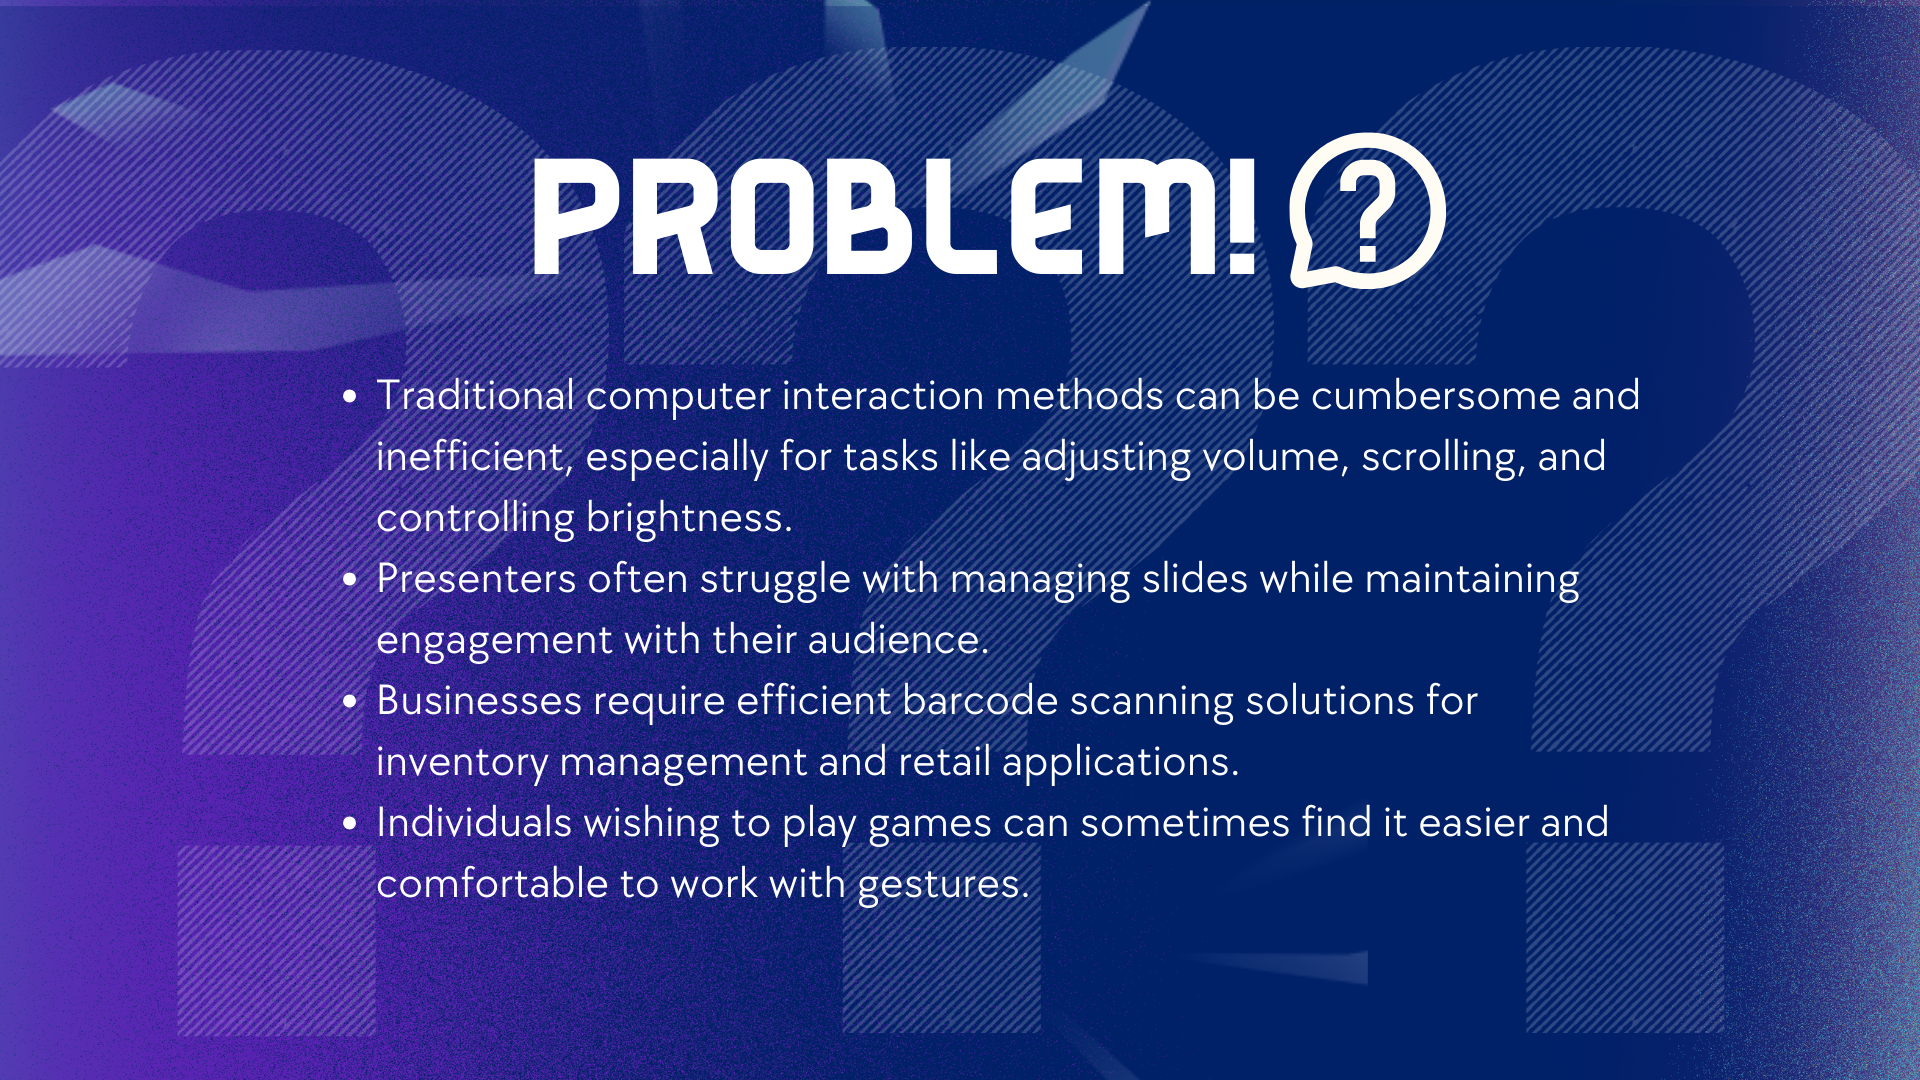 PROBLEM!
• Traditional computer interaction methods can be cumbersome and
inefficient, especially for tasks like adjusting volume, scrolling, and
controlling brightness.
• Presenters often struggle with managing slides while maintaining
engagement with their audience.
• Businesses require efficient barcode scanning solutions for
inventory management and retail applications.
• Individuals wishing to play games can sometimes find it easier and
comfortable to work with gestures.